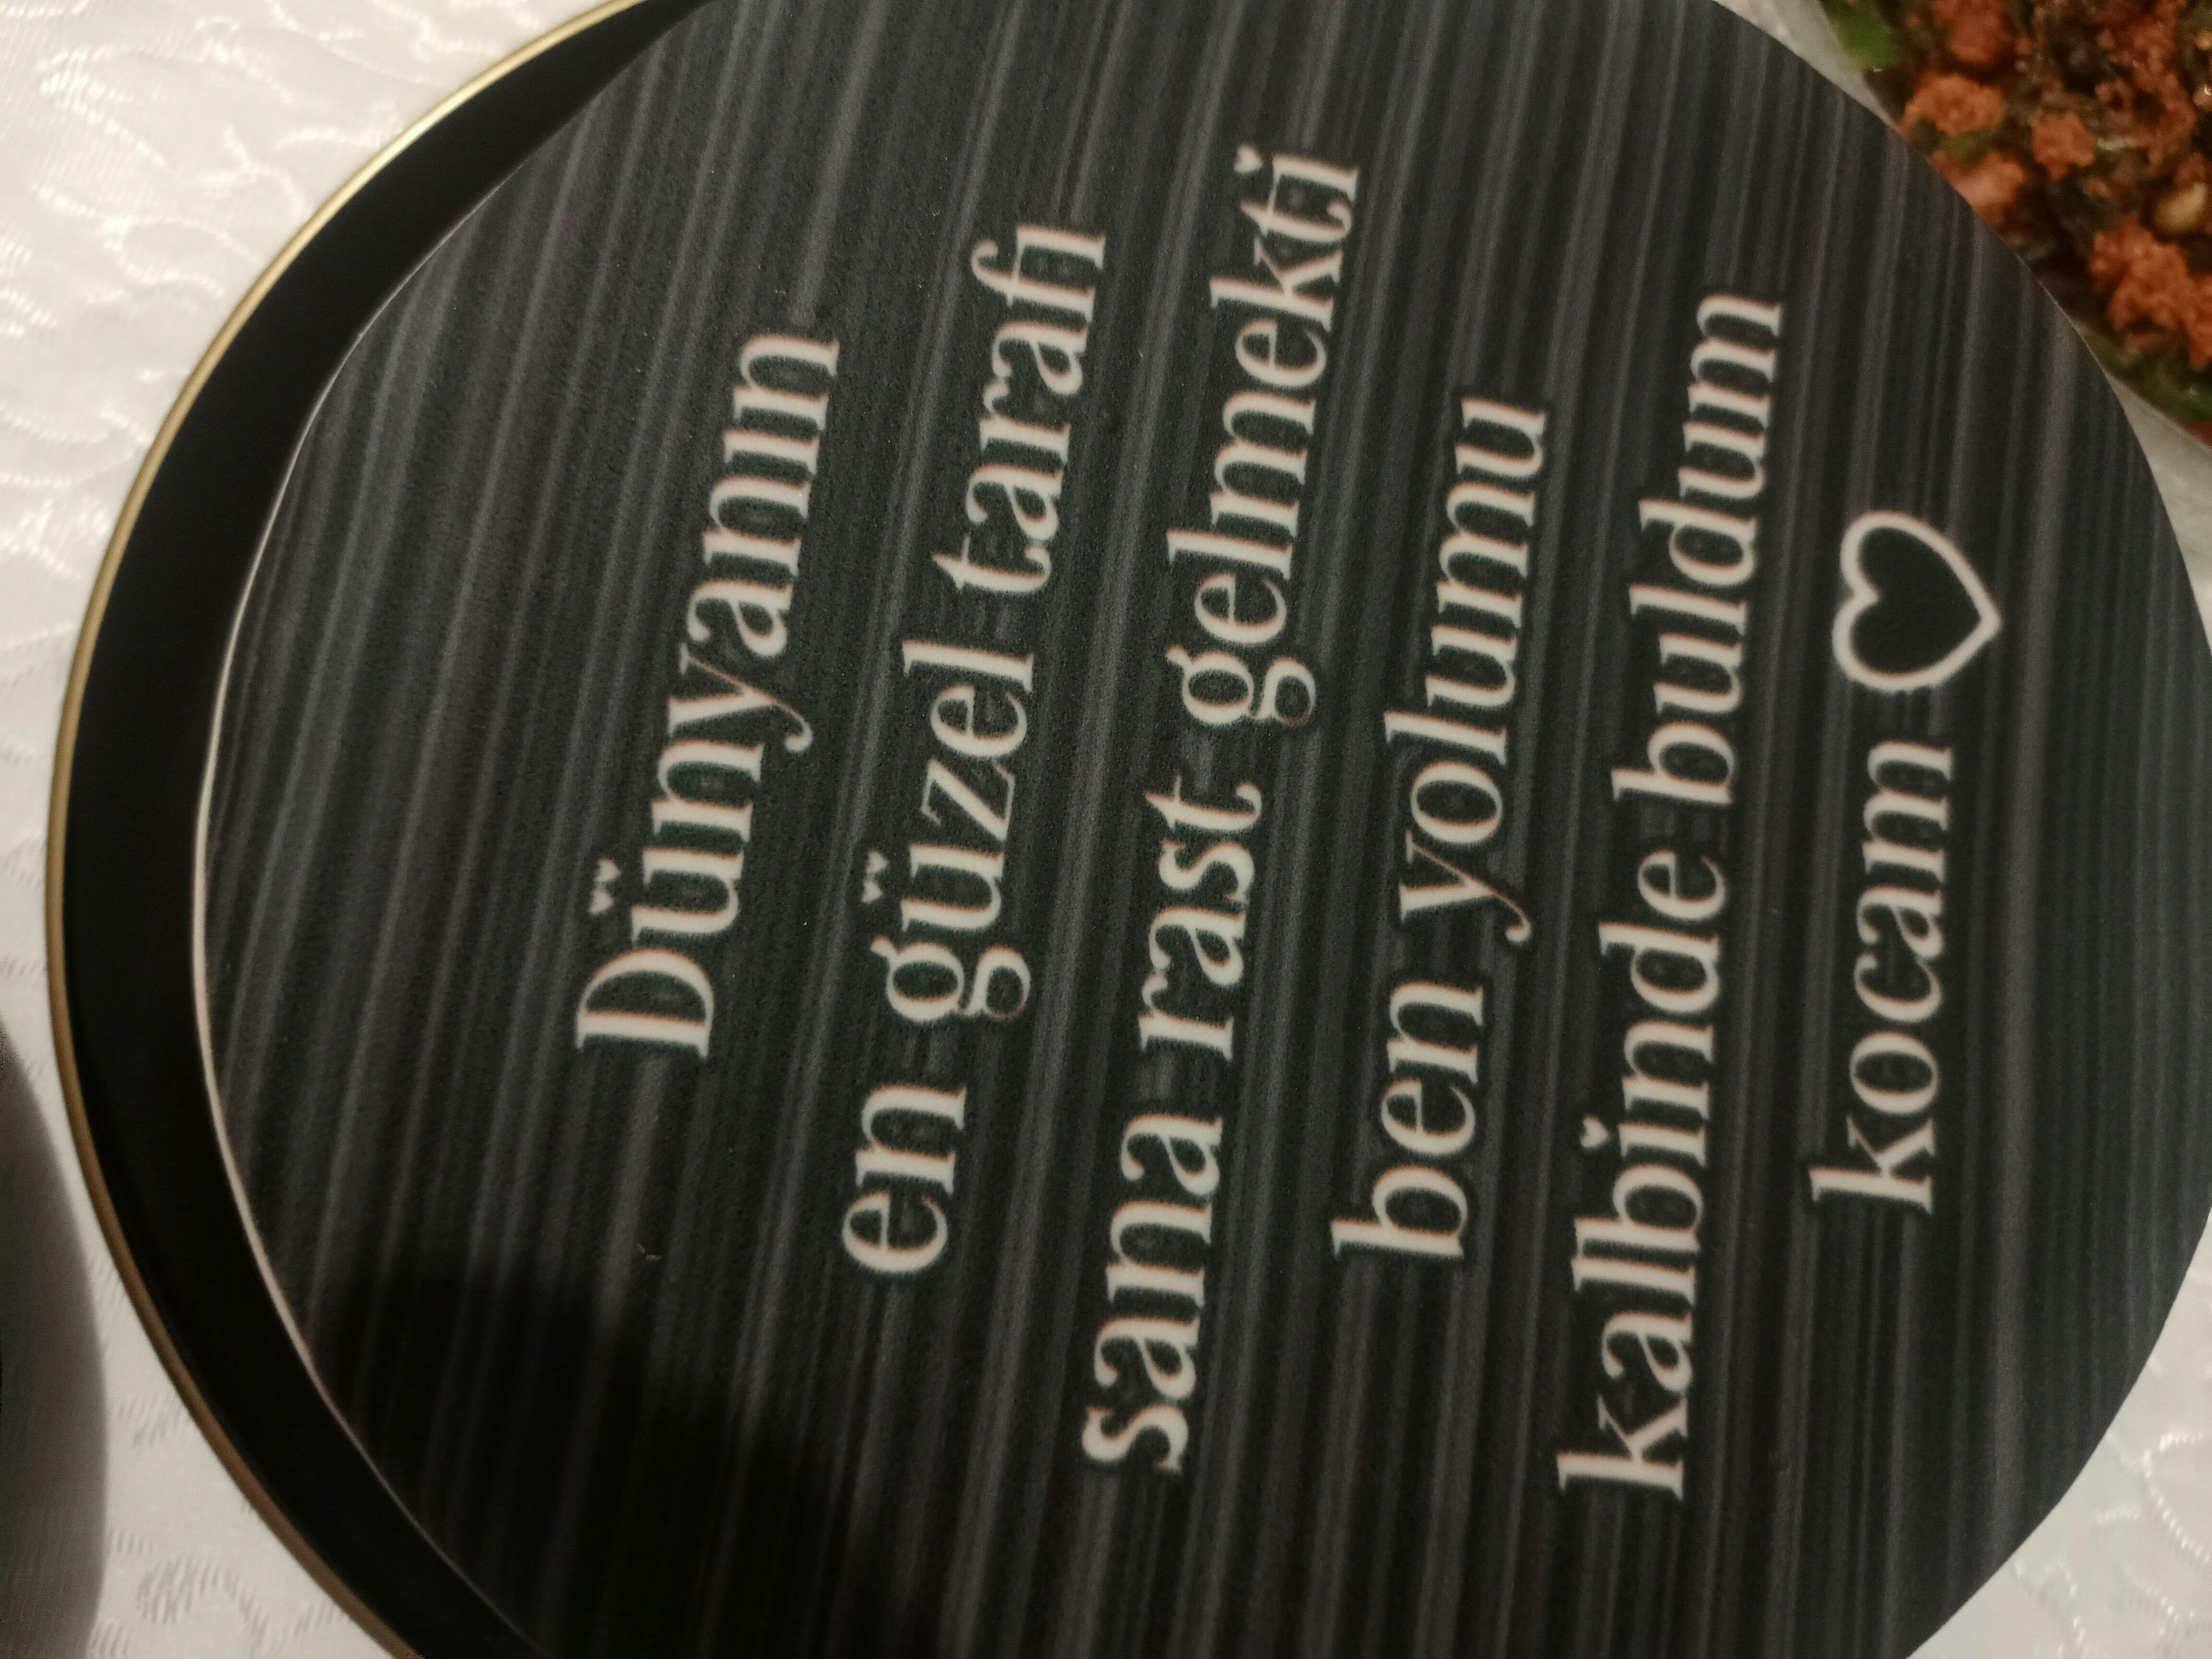 Dünyanın
en güzel tarafı
sana rast gelmekti
ben yolumu
kalbinde buldum
kocam ♡